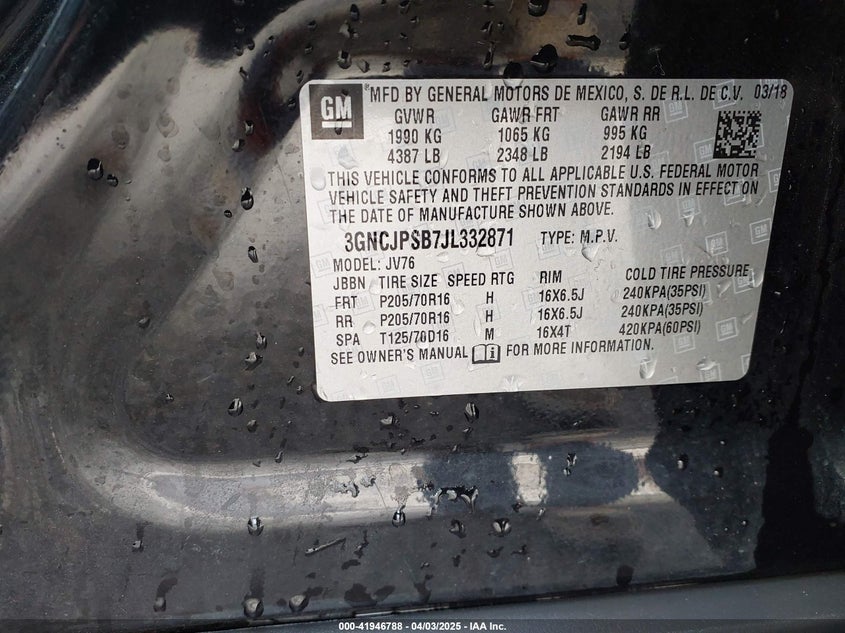 GM ®MFD BY GENERAL MOTORS DE MEXICO, S. DE R.L. DE C.V. 03/18
GVWR GAWR FRT GAWR RR
1990 KG 1065 KG 995 KG
4387 LB 2348 LB 2194 LB
THIS VEHICLE CONFORMS TO ALL APPLICABLE U.S. FEDERAL MOTOR
VEHICLE SAFETY AND THEFT PREVENTION STANDARDS IN EFFECT ON
THE DATE OF MANUFACTURE SHOWN ABOVE.
3GNCJPSB7JL332871 TYPE: M.P.V.
MODEL: JV76
JBBN TIRE SIZE SPEED RTG RIM COLD TIRE PRESSURE
FRT P205/70R16 H 16X6.5J 240KPA(35PSI)
RR P205/70R16 H 16X6.5J 240KPA(35PSI)
SPA T125/70D16 M 16X4T 420KPA(60PSI)
SEE OWNER'S MANUAL FOR MORE INFORMATION.
000-41946788 - 04/03/2025 - IAA Inc.